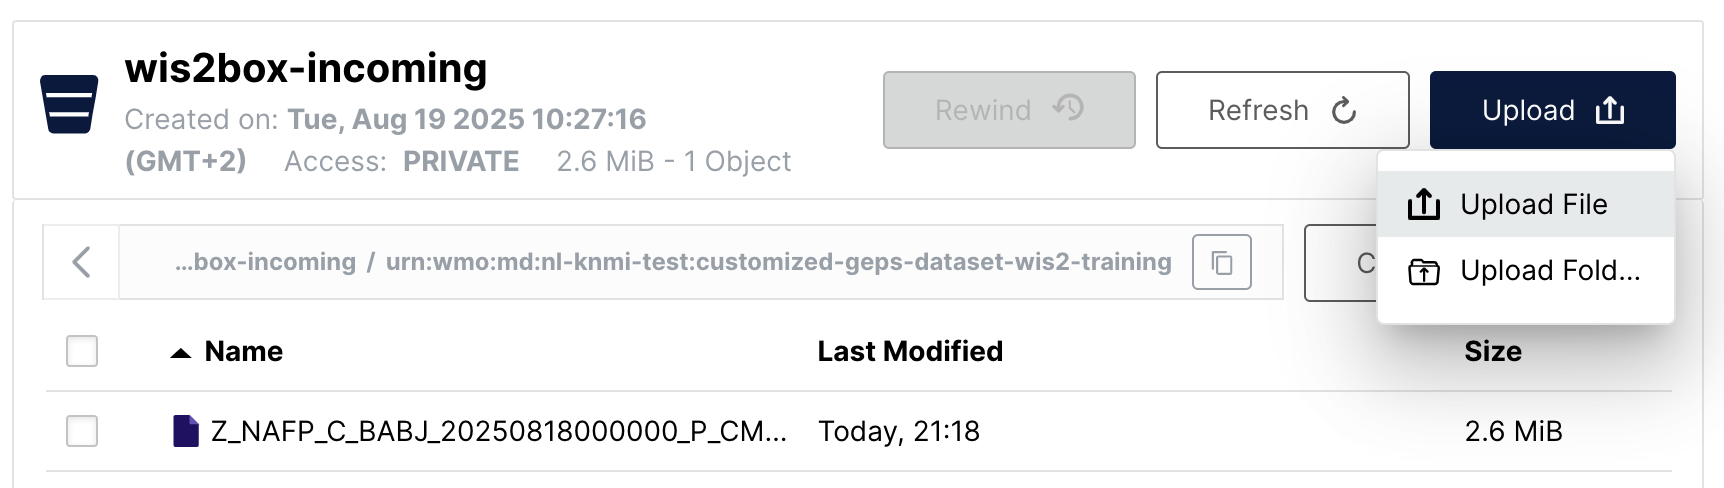 wis2box-incoming
Created on: Tue, Aug 19 2025 10:27:16
(GMT+2) Access: PRIVATE 2.6 MiB - 1 Object
Rewind
Refresh
Upload
Upload File
Upload Fold...
...box-incoming / urn:wmo:md:nl-knmi-test:customized-geps-dataset-wis2-training
C
Name Last Modified Size
Z_NAFP_C_BABJ_20250818000000_P_CM... Today, 21:18 2.6 MiB